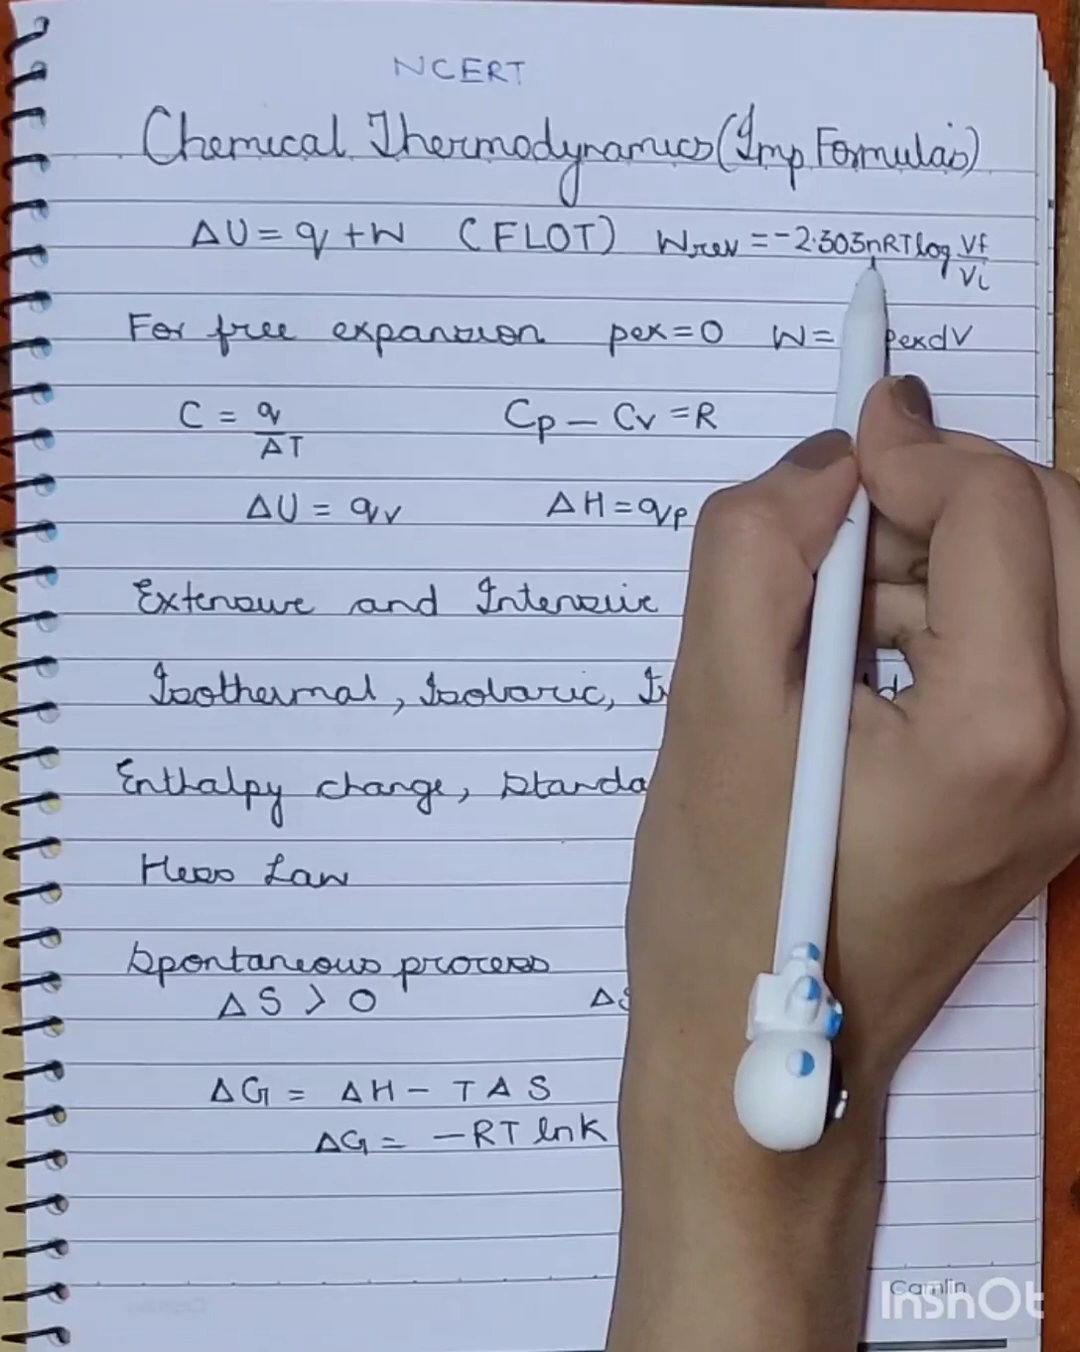 NCERT
Chemical Thermodynamics (Imp Formulas)
ΔU = q + W (FLOT) Wrev = -2.303nRT log Vf/Vi
For free expansion pex = 0 W = pexdV
C = q/ΔT Cp - Cv = R
ΔU = qv ΔH = qp
Extensive and Intensive
Isothermal, Isobaric,
Enthalpy change,
Hess Law
Spontaneous process
ΔS > 0
ΔG = ΔH - TΔS
ΔG = -RT lnK
Camlin
InShOt